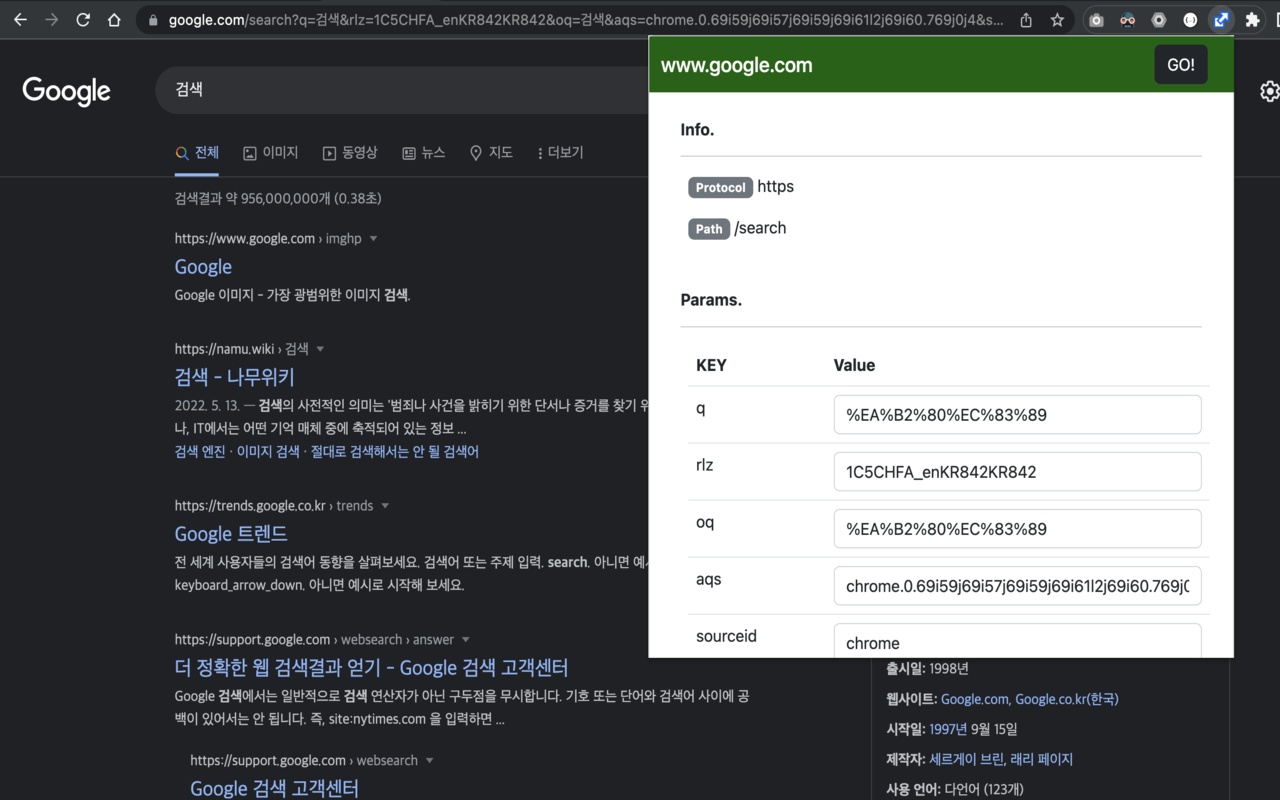 google.com/search?q=검색&rlz=1C5CHFA_enKR842KR842&oq=검색&aqs=chrome.0.69i59j69i57j69i59j69i61l2j69i60.769j0j4&s...
www.google.com
GO!
Google
검색
전체
이미지
동영상
뉴스
지도
더보기
검색결과 약 956,000,000개 (0.38초)
https://www.google.com › imghp
Google
Google 이미지 - 가장 광범위한 이미지 검색.
https://namu.wiki › 검색
검색 - 나무위키
2022. 5. 13. — 검색의 사전적인 의미는 '범죄나 사건을 밝히기 위한 단서나 증거를 찾기 위
나, IT에서는 어떤 기억 매체 중에 축적되어 있는 정보 ...
검색 엔진 · 이미지 검색 · 절대로 검색해서는 안 될 검색어
https://trends.google.co.kr › trends
Google 트렌드
전 세계 사용자들의 검색어 동향을 살펴보세요. 검색어 또는 주제 입력. search. 아니면 예시
keyboard_arrow_down. 아니면 예시로 시작해 보세요.
https://support.google.com › websearch › answer
더 정확한 웹 검색결과 얻기 - Google 검색 고객센터
Google 검색에서는 일반적으로 검색 연산자가 아닌 구두점을 무시합니다. 기호 또는 단어와 검색어 사이에 공
백이 있어서는 안 됩니다. 즉, site:nytimes.com 을 입력하면 ...
https://support.google.com › websearch
Google 검색 고객센터
Info.
Protocol https
Path /search
Params.
KEY Value
q %EA%B2%80%EC%83%89
rlz 1C5CHFA_enKR842KR842
oq %EA%B2%80%EC%83%89
aqs chrome.0.69i59j69i57j69i59j69i61l2j69i60.769j0
sourceid chrome
출시일: 1998년
웹사이트: Google.com, Google.co.kr(한국)
시작일: 1997년 9월 15일
제작자: 세르게이 브린, 래리 페이지
사용 언어: 다언어 (123개)